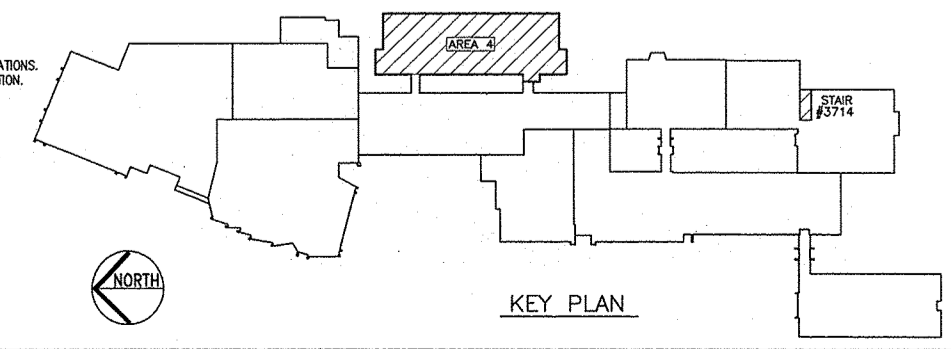 AREA 4
ATIONS.
TION.
STAIR
#3714
NORTH
KEY PLAN